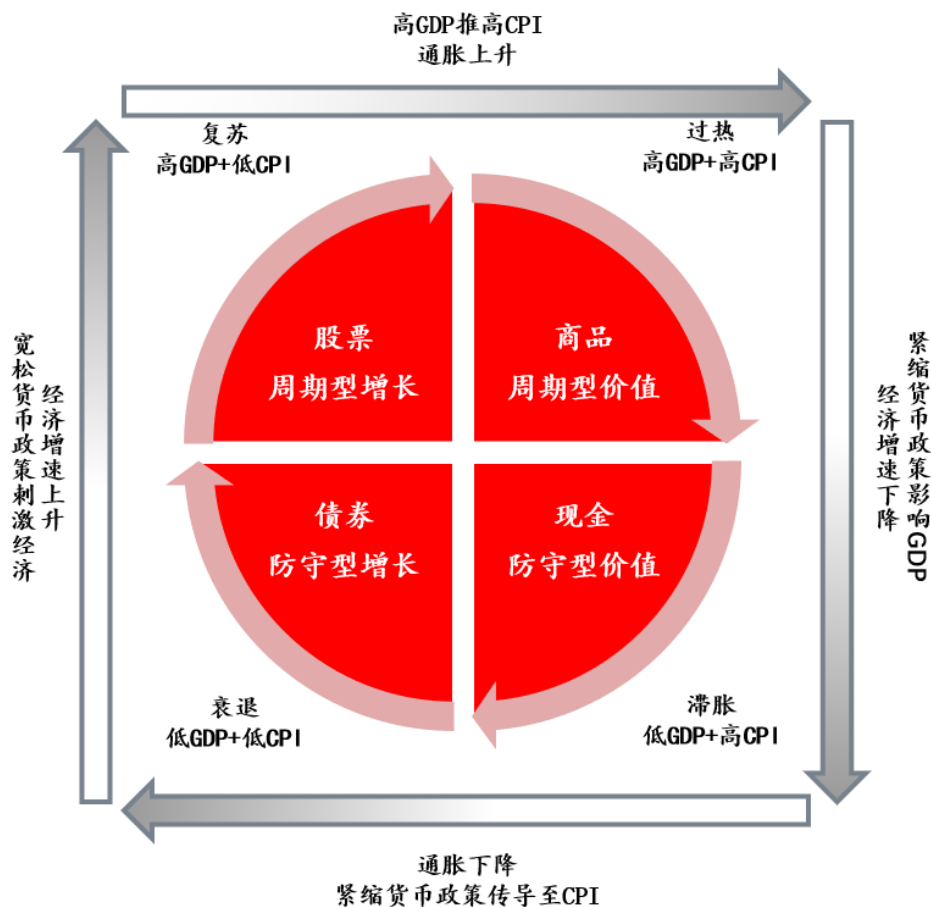 高GDP推高CPI
通胀上升
复苏
高GDP+低CPI
过热
高GDP+高CPI
宽松货币政策刺激经济
经济增速上升
股票
周期型增长
商品
周期型价值
紧缩货币政策影响GDP
经济增速下降
债券
防守型增长
现金
防守型价值
衰退
低GDP+低CPI
滞胀
低GDP+高CPI
通胀下降
紧缩货币政策传导至CPI